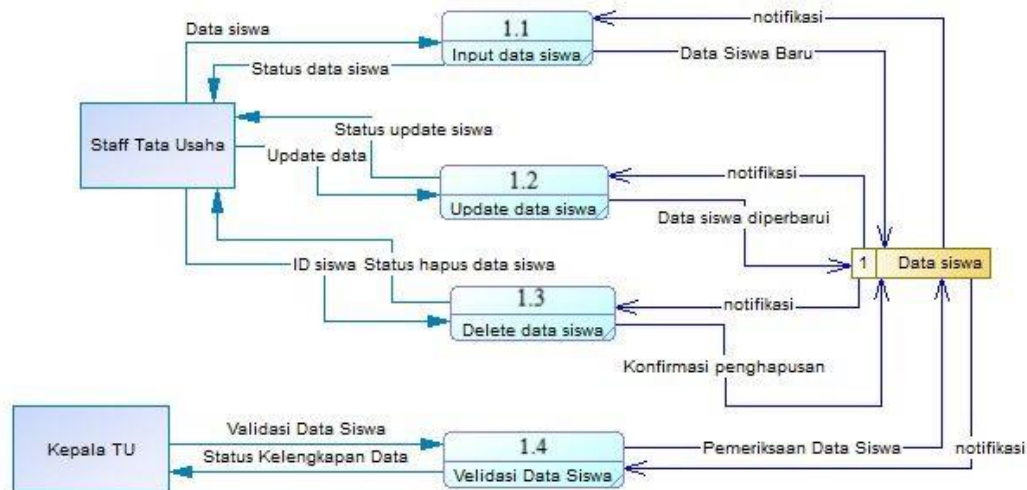 Data siswa
1.1
Input data siswa
notifikasi
Data Siswa Baru
Status data siswa
Staff Tata Usaha
Status update siswa
Update data
1.2
Update data siswa
notifikasi
Data siswa diperbarui
1 Data siswa
ID siswa
Status hapus data siswa
1.3
Delete data siswa
notifikasi
Konfirmasi penghapusan
Kepala TU
Validasi Data Siswa
Status Kelengkapan Data
1.4
Velidasi Data Siswa
Pemeriksaan Data Siswa
notifikasi